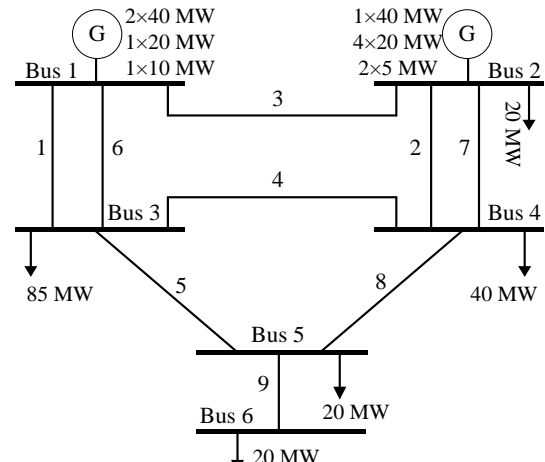 G
2×40 MW
1×20 MW
1×10 MW
1×40 MW
4×20 MW
2×5 MW
G
Bus 1
Bus 2
20 MW
3
1
6
2
7
4
Bus 3
Bus 4
85 MW
5
8
40 MW
Bus 5
9
20 MW
Bus 6
20 MW